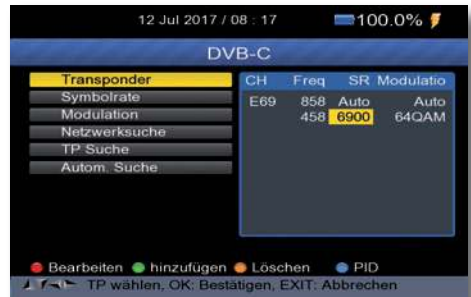 12 Jul 2017 / 08 : 17 100.0%
DVB-C
Transponder
Symbolrate
Modulation
Netzwerksuche
TP Suche
Autom. Suche
CH Freq SR Modulatio
E69 858 Auto Auto
458 6900 64QAM
Bearbeiten hinzufügen Löschen PID
TP wählen, OK: Bestätigen, EXIT: Abbrechen